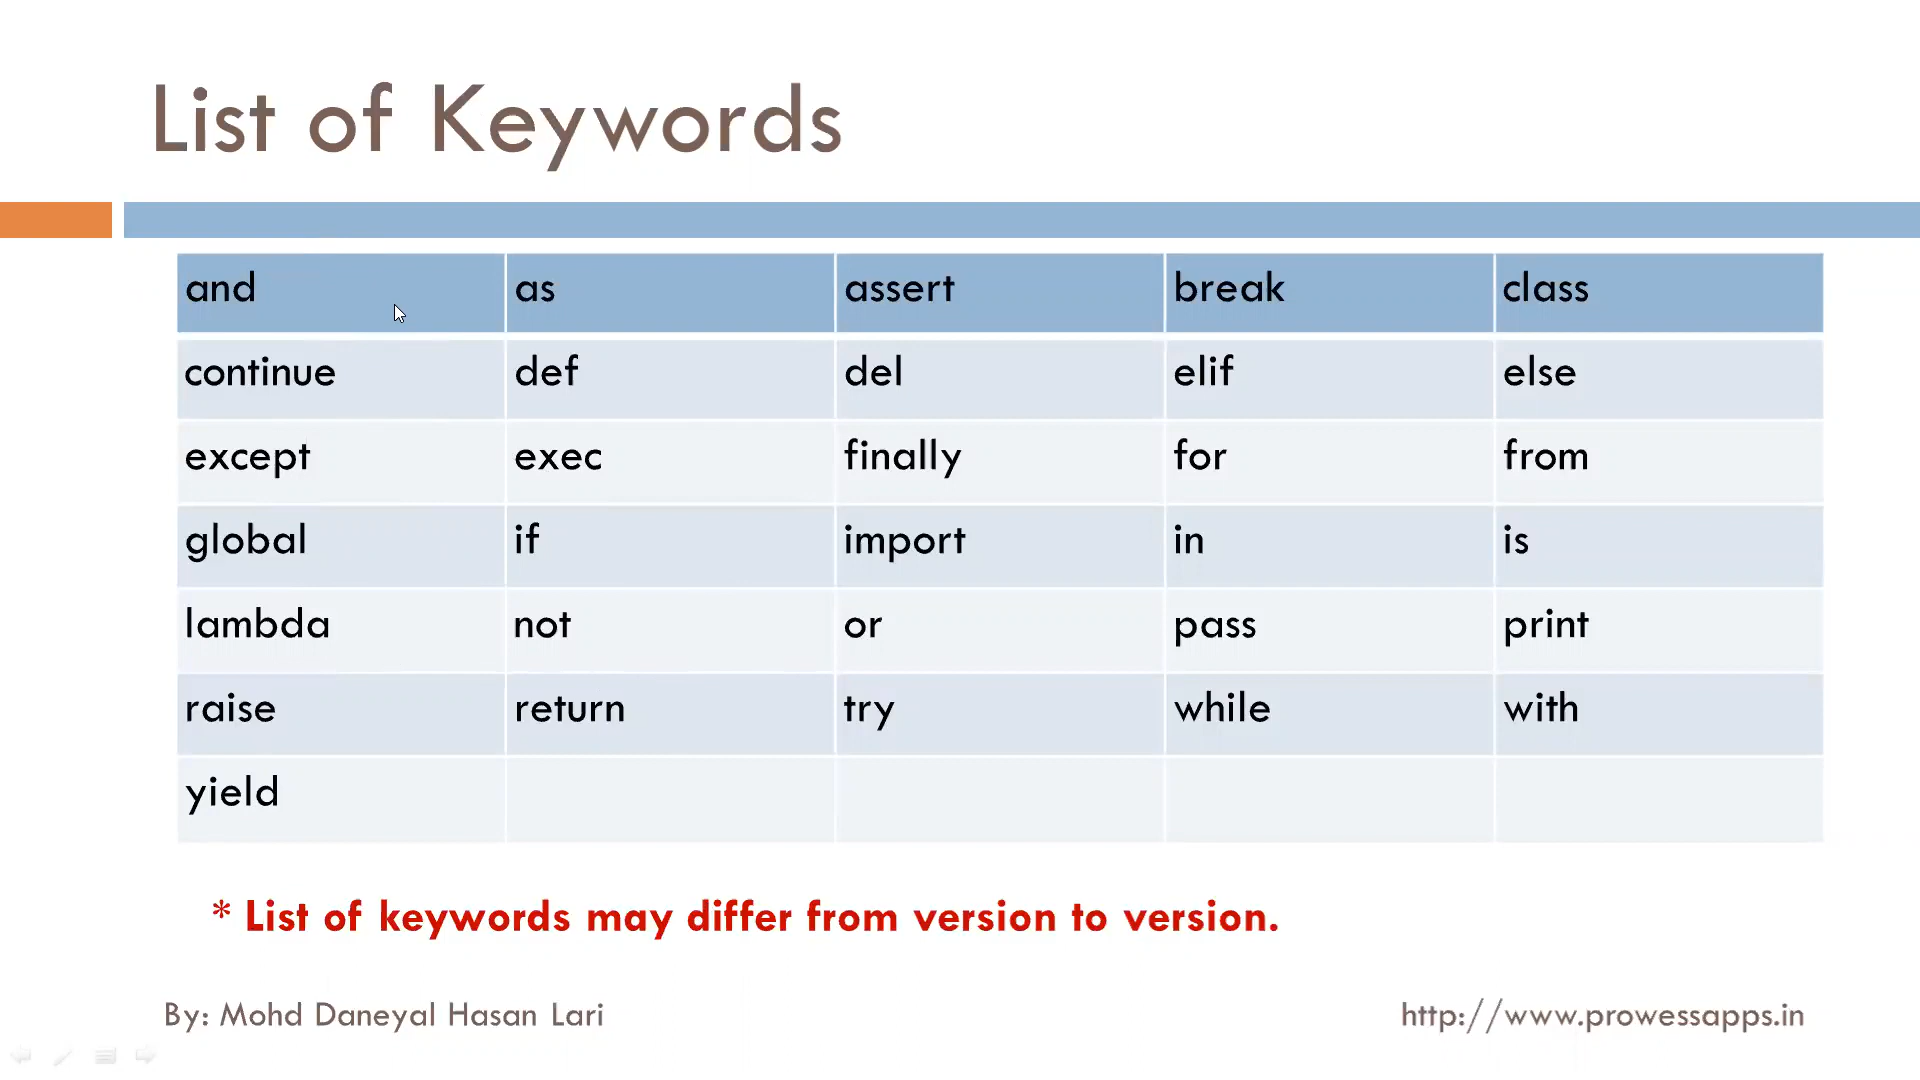 List of Keywords
and as assert break class
continue def del elif else
except exec finally for from
global if import in is
lambda not or pass print
raise return try while with
yield
* List of keywords may differ from version to version.
By: Mohd Daneyal Hasan Lari http://www.prowessapps.in